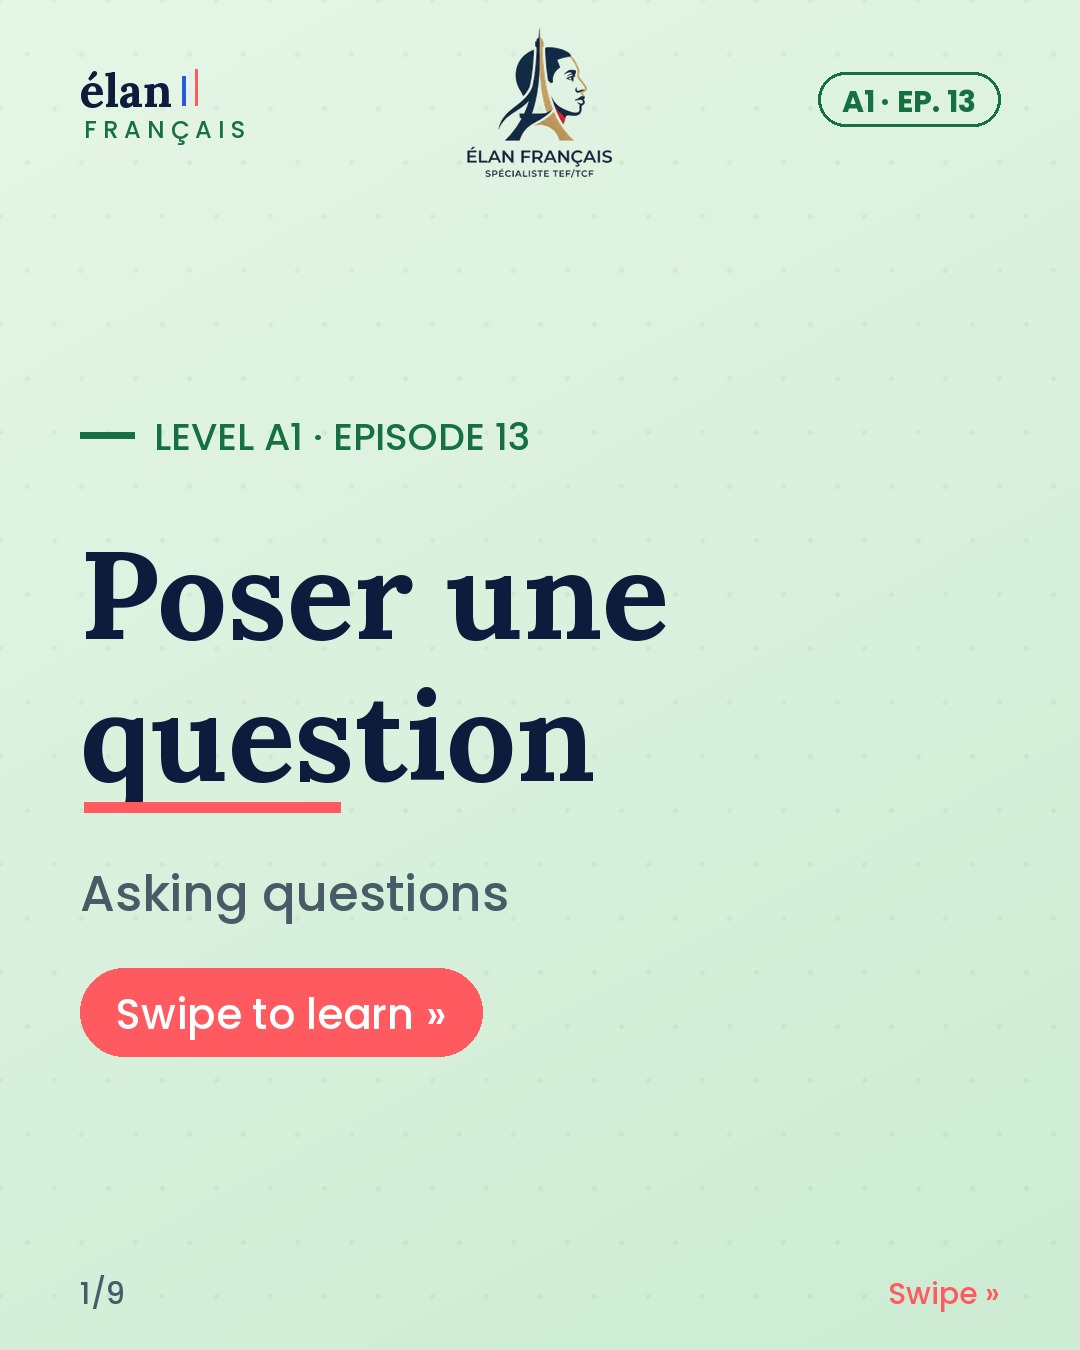 élan
FRANÇAIS
ÉLAN FRANÇAIS
SPÉCIALISTE TEF/TCF
A1 · EP. 13
LEVEL A1 · EPISODE 13
Poser une
question
Asking questions
Swipe to learn »
1/9
Swipe »